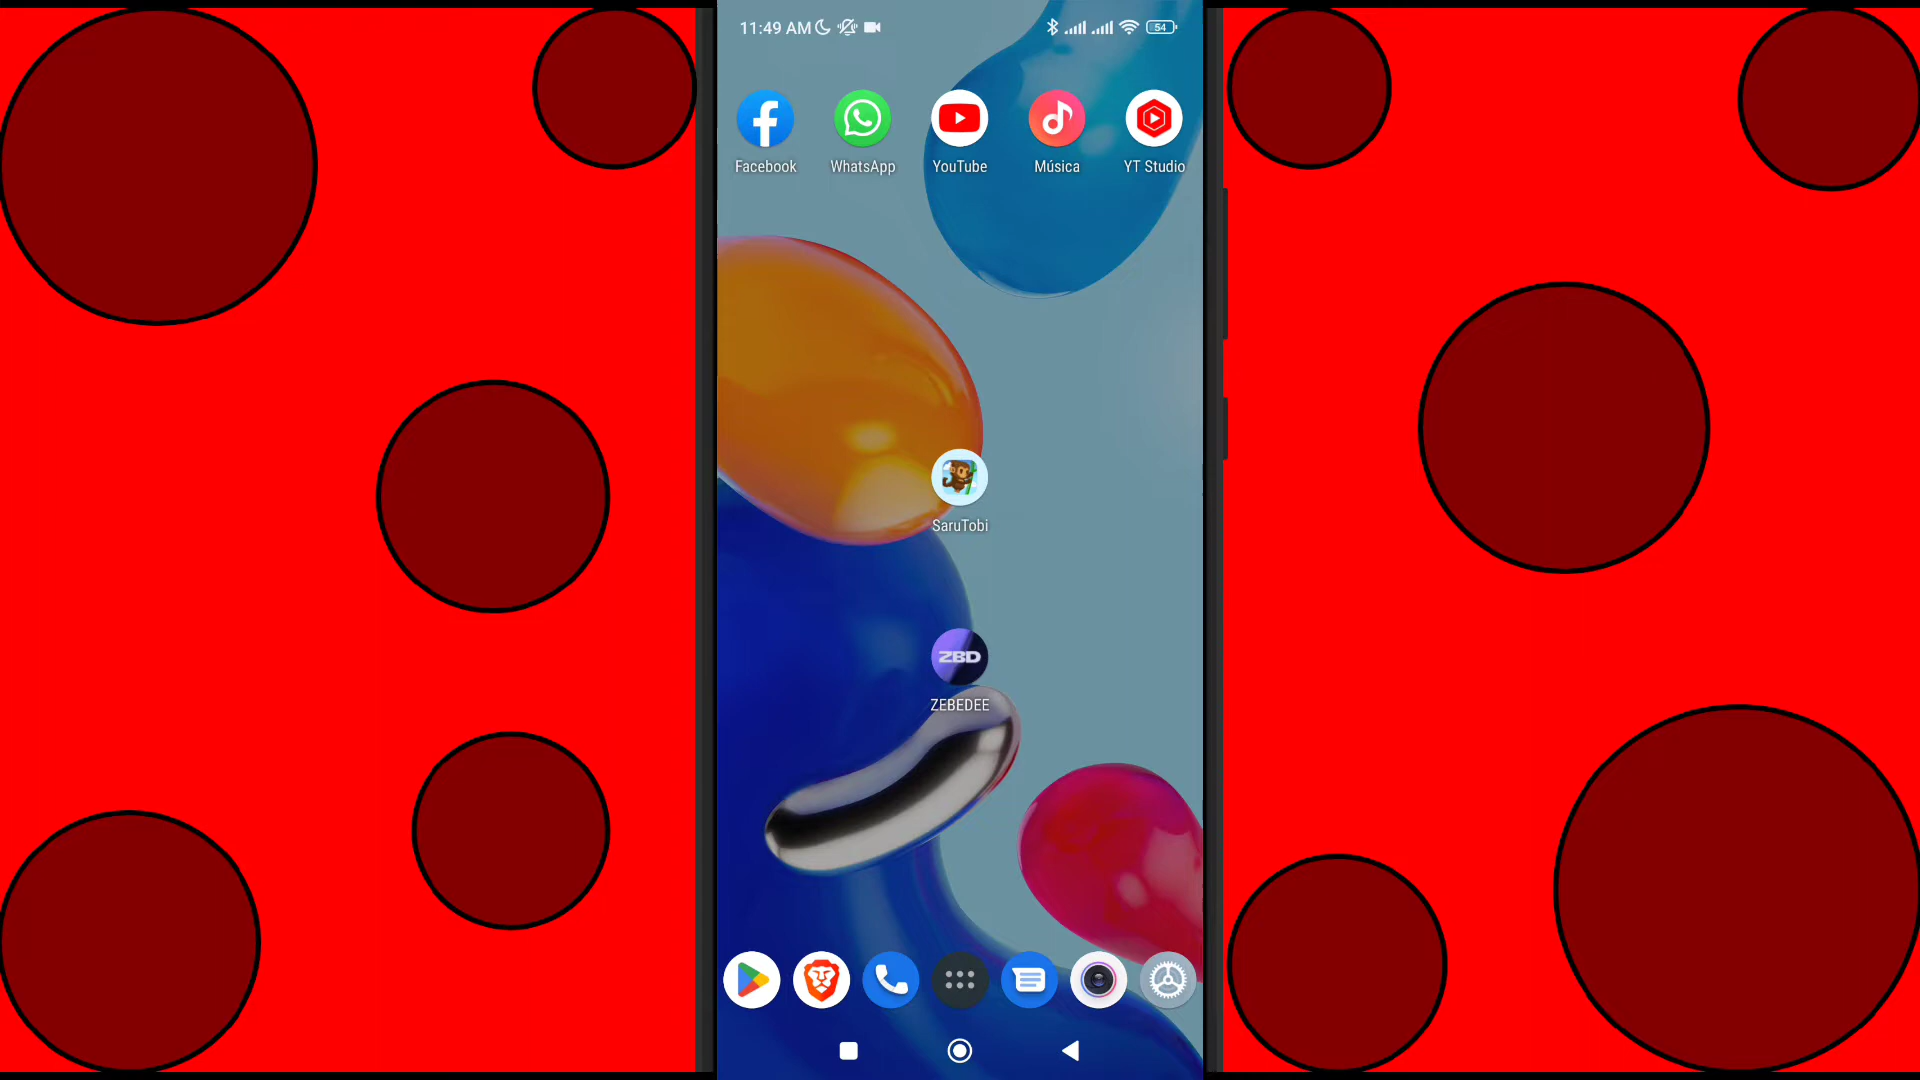 11:49 AM
54
Facebook
WhatsApp
YouTube
Música
YT Studio
SaruTobi
ZBD
ZEBEDEE